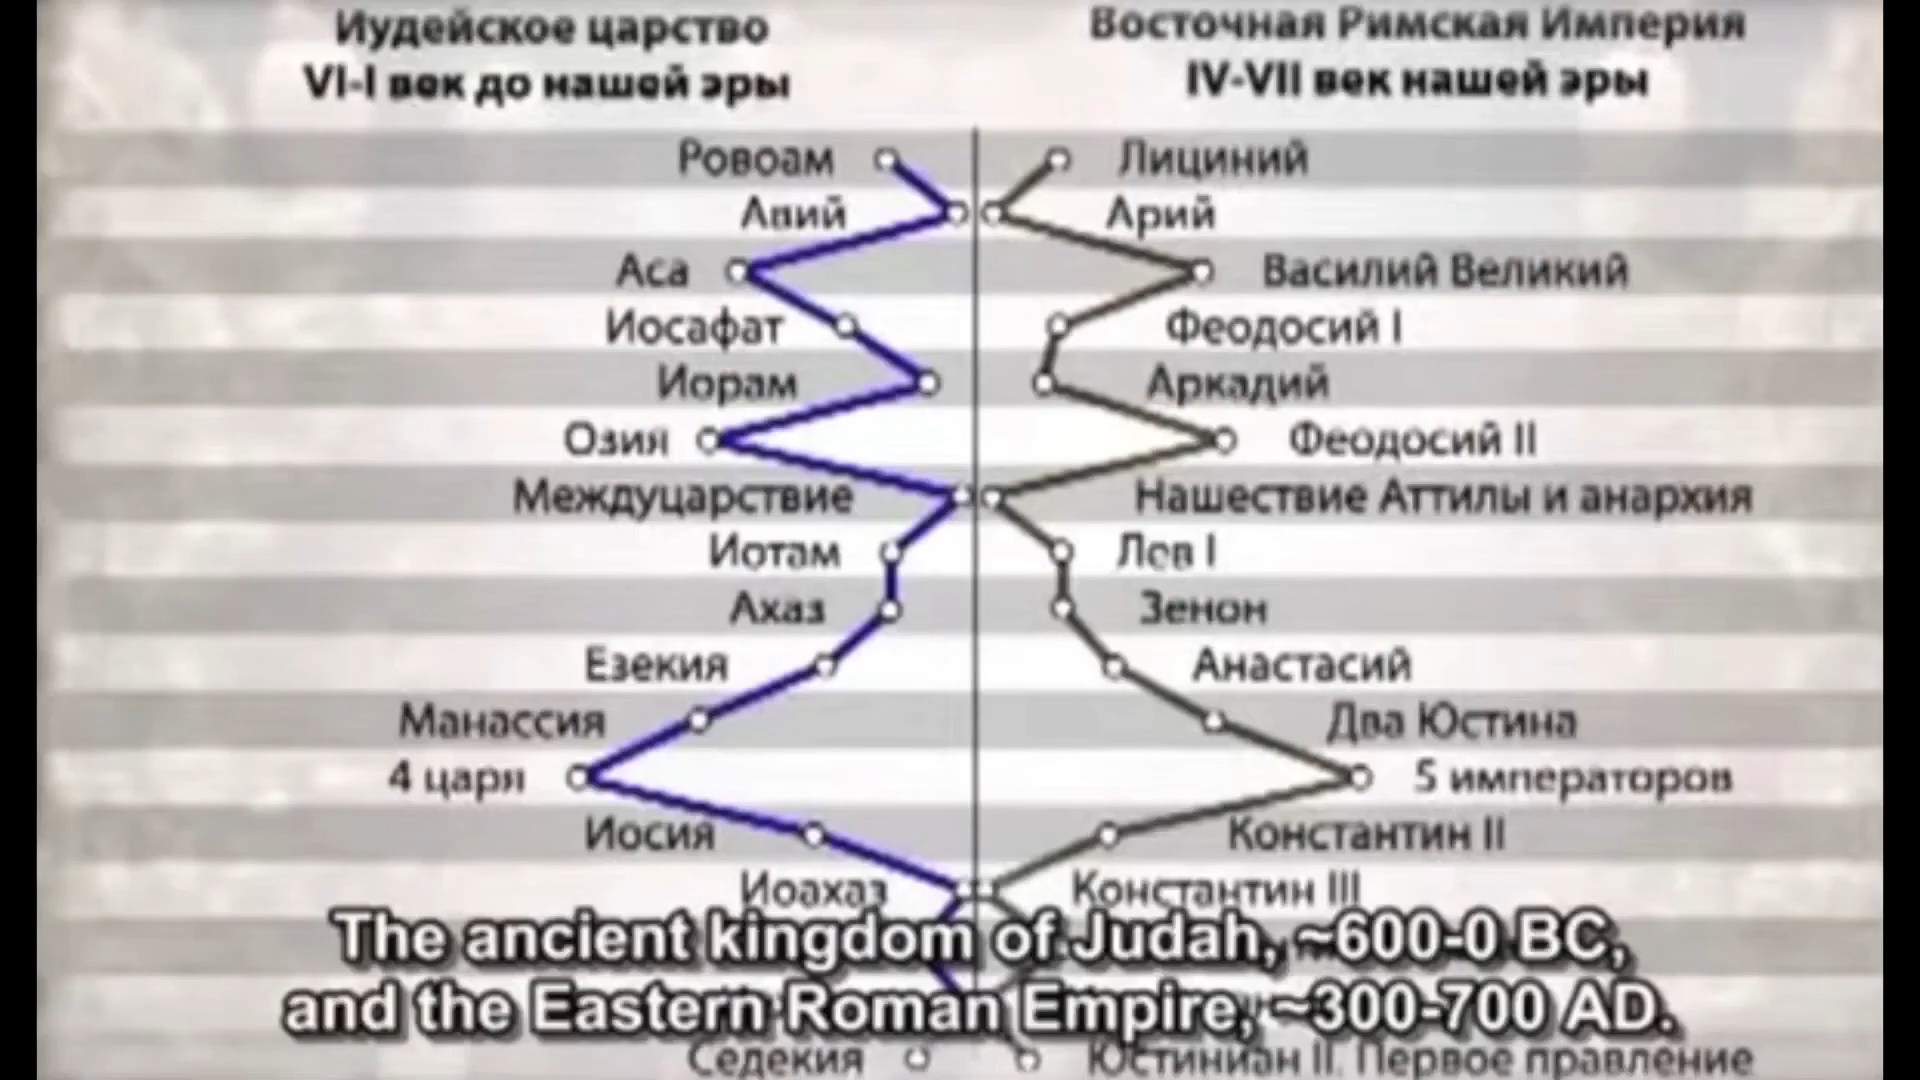 Иудейское царство
VI-I век до нашей эры
Восточная Римская Империя
IV-VII век нашей эры
Ровоам
Лициний
Авий
Арий
Аса
Василий Великий
Иосафат
Феодосий I
Иорам
Аркадий
Озия
Феодосий II
Междуцарствие
Нашествие Аттилы и анархия
Иотам
Лев I
Ахаз
Зенон
Езекия
Анастасий
Манассия
Два Юстина
4 царя
5 императоров
Иосия
Константин II
Иоахаз
Константин III
The ancient kingdom of Judah, ~600-0 BC,
and the Eastern Roman Empire, ~300-700 AD.
Седекия
Юстиниан II. Первое правление